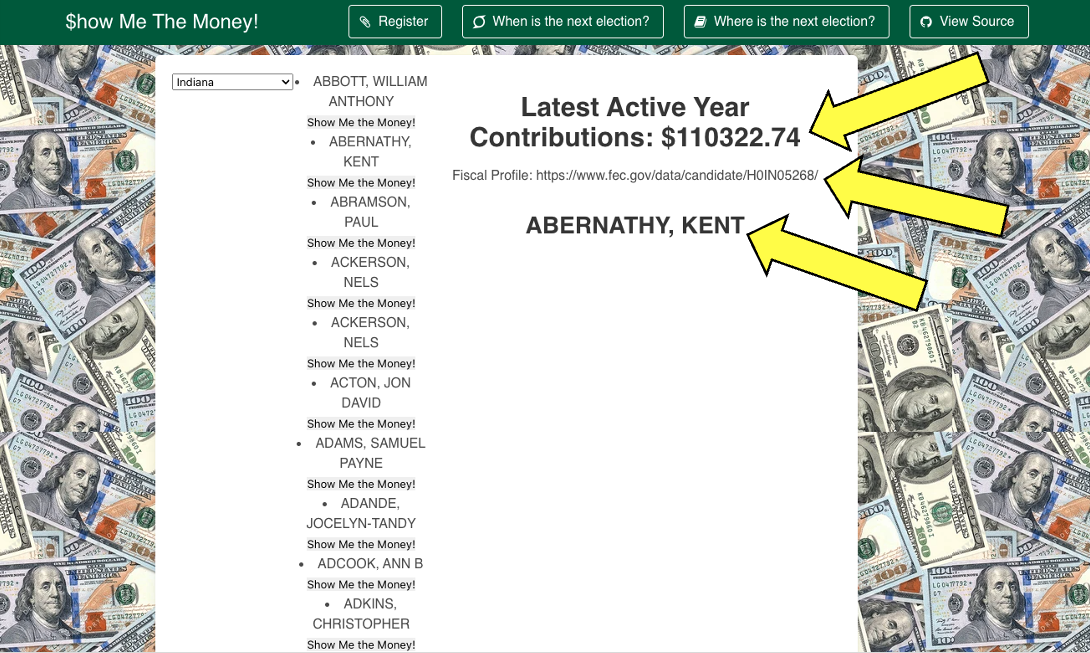 $how Me The Money!
Register
When is the next election?
Where is the next election?
View Source
Indiana
ABBOTT, WILLIAM
ANTHONY
Show Me the Money!
ABERNATHY,
KENT
Show Me the Money!
ABRAMSON,
PAUL
Show Me the Money!
ACKERSON,
NELS
Show Me the Money!
ACKERSON,
NELS
Show Me the Money!
ACTON, JON
DAVID
Show Me the Money!
ADAMS, SAMUEL
PAYNE
Show Me the Money!
ADANDE,
JOCELYN-TANDY
Show Me the Money!
ADCOOK, ANN B
Show Me the Money!
ADKINS,
CHRISTOPHER
Show Me the Money!
Latest Active Year
Contributions: $110322.74
Fiscal Profile: https://www.fec.gov/data/candidate/H0IN05268/
ABERNATHY, KENT